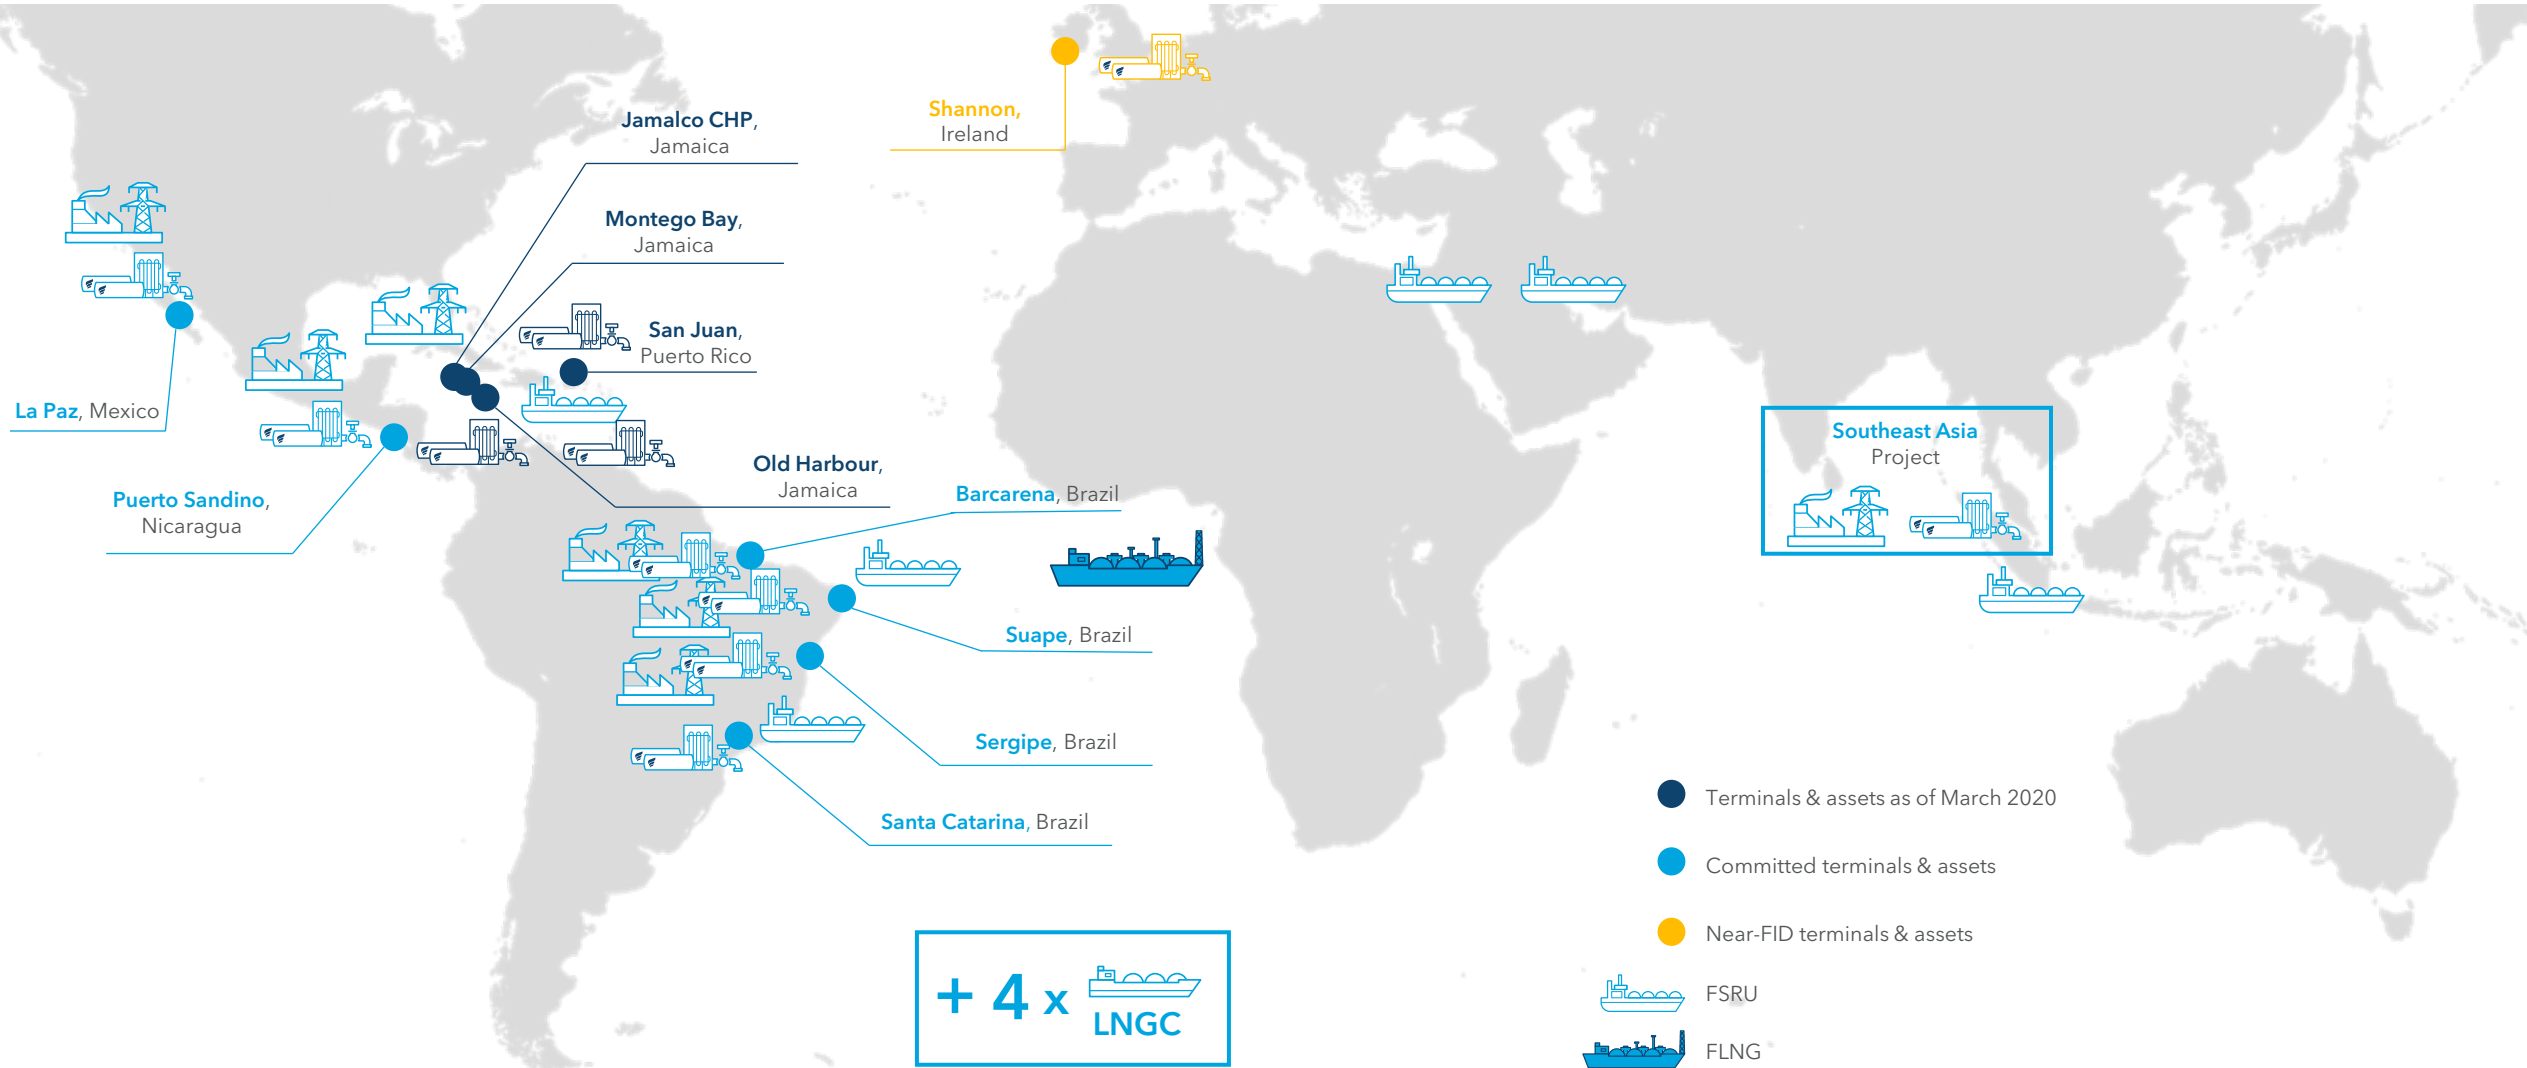 Shannon,
Ireland
Jamalco CHP,
Jamaica
Montego Bay,
Jamaica
San Juan,
Puerto Rico
La Paz, Mexico
Southeast Asia
Project
Old Harbour,
Jamaica
Puerto Sandino,
Nicaragua
Barcarena, Brazil
Suape, Brazil
Sergipe, Brazil
Santa Catarina, Brazil
Terminals & assets as of March 2020
Committed terminals & assets
Near-FID terminals & assets
FSRU
FLNG
+ 4 x
LNGC